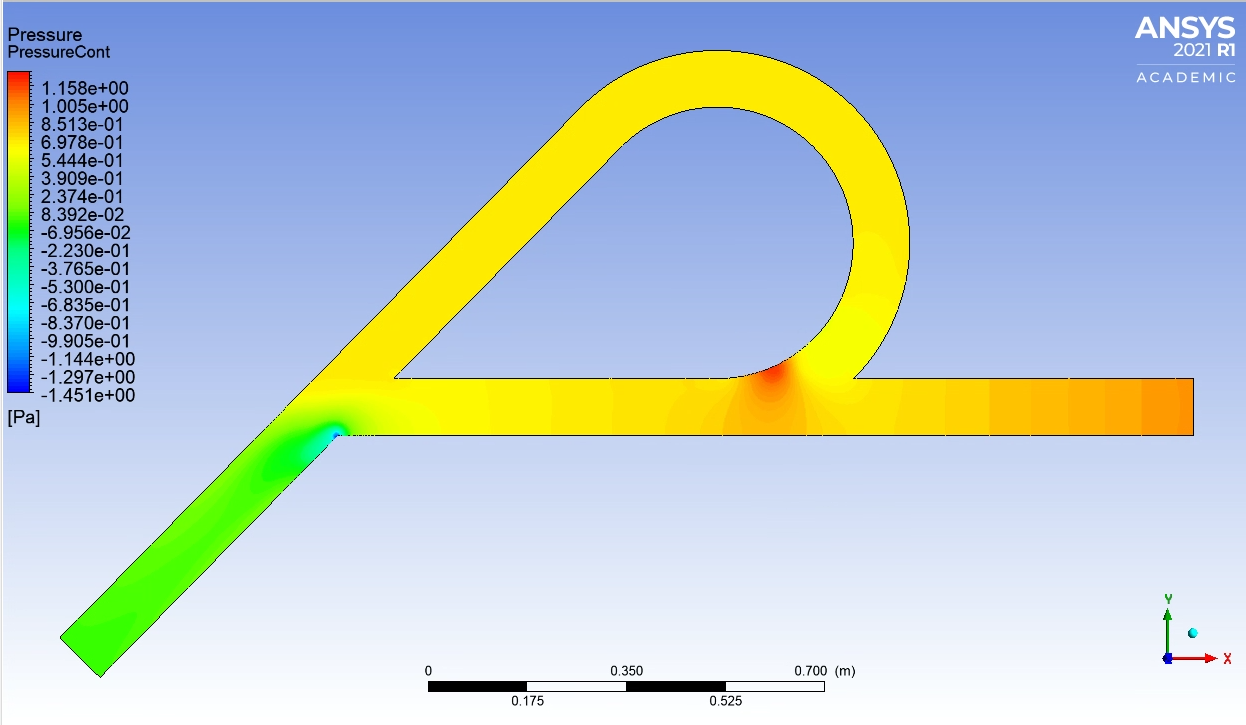 Pressure
PressureCont
1.158e+00
1.005e+00
8.513e-01
6.978e-01
5.444e-01
3.909e-01
2.374e-01
8.392e-02
-6.956e-02
-2.230e-01
-3.765e-01
-5.300e-01
-6.835e-01
-8.370e-01
-9.905e-01
-1.144e+00
-1.297e+00
-1.451e+00
[Pa]
ANSYS
2021 R1
ACADEMIC
0 0.350 0.700 (m)
0.175 0.525
Y
X